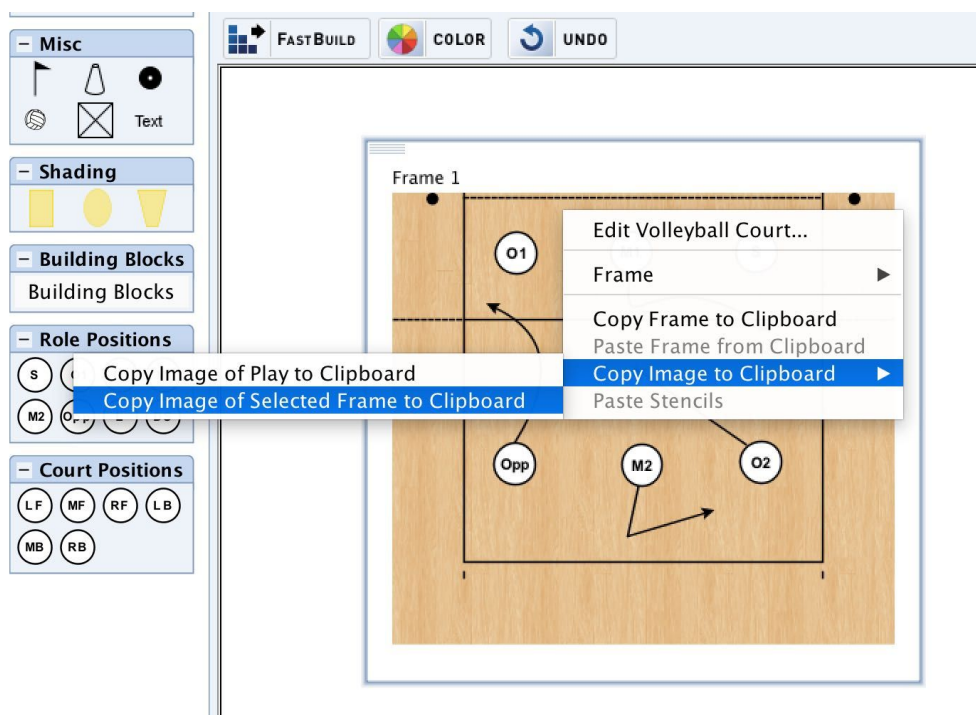 FASTBUILD
COLOR
UNDO
− Misc
Text
− Shading
− Building Blocks
Building Blocks
− Role Positions
S
M2
Opp
− Court Positions
LF MF RF LB
MB RB
Frame 1
O1
Opp
M2
O2
Edit Volleyball Court...
Frame
Copy Frame to Clipboard
Paste Frame from Clipboard
Copy Image to Clipboard
Paste Stencils
Copy Image of Play to Clipboard
Copy Image of Selected Frame to Clipboard